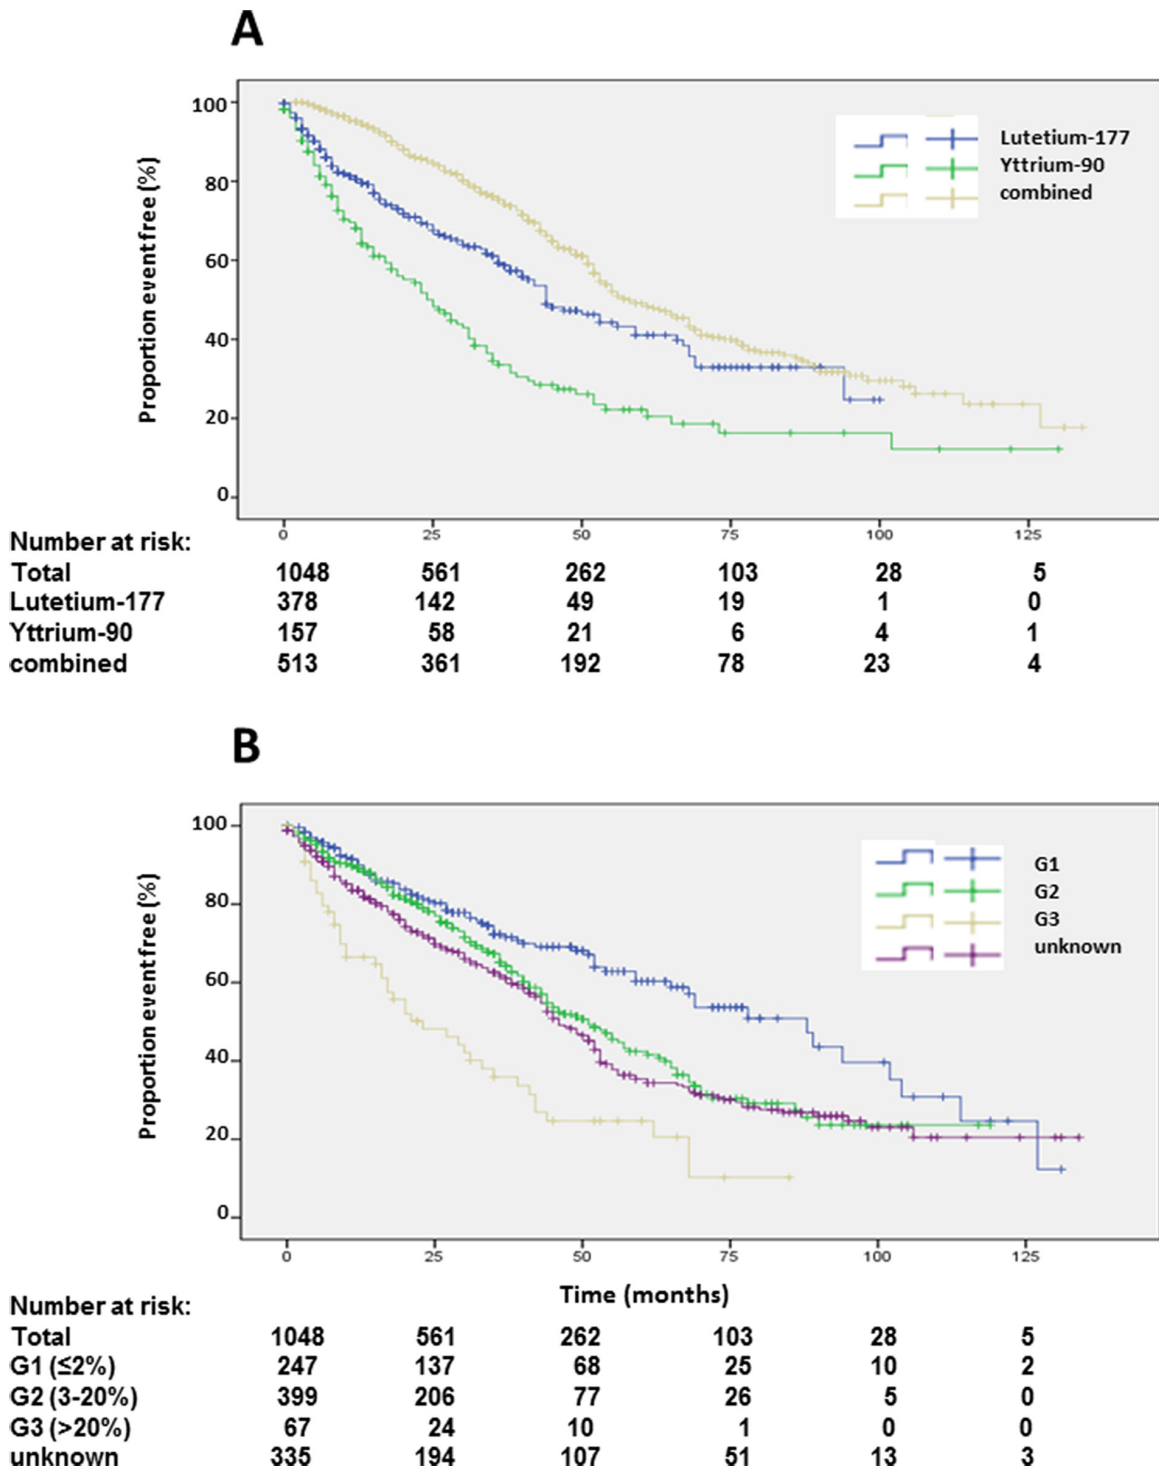 A
Proportion event free (%)
100
80
60
40
20
0
Lutetium-177
Yttrium-90
combined
0 25 50 75 100 125
Number at risk:
Total 1048 561 262 103 28 5
Lutetium-177 378 142 49 19 1 0
Yttrium-90 157 58 21 6 4 1
combined 513 361 192 78 23 4
B
Proportion event free (%)
100
80
60
40
20
0
G1
G2
G3
unknown
0 25 50 75 100 125
Time (months)
Number at risk:
Total 1048 561 262 103 28 5
G1 (≤2%) 247 137 68 25 10 2
G2 (3-20%) 399 206 77 26 5 0
G3 (>20%) 67 24 10 1 0 0
unknown 335 194 107 51 13 3